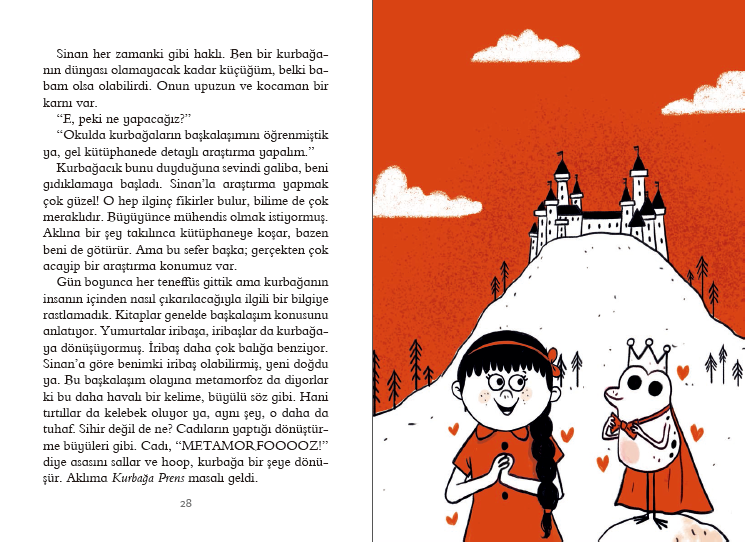 Sinan her zamanki gibi haklı. Ben bir kurbağa-
nın dünyası olamayacak kadar küçüğüm, belki ba-
bam olsa olabilirdi. Onun upuzun ve kocaman bir
karnı var.
“E, peki ne yapacağız?”
“Okulda kurbağaların başkalaşımını öğrenmiştik
ya, gel kütüphanede detaylı araştırma yapalım.”
Kurbağacık bunu duyduğuna sevindi galiba, beni
gıdıklamaya başladı. Sinan’la araştırma yapmak
çok güzel! O hep ilginç fikirler bulur, bilime de çok
meraklıdır. Büyüyünce mühendis olmak istiyormuş.
Aklına bir şey takılınca kütüphaneye koşar, bazen
beni de götürür. Ama bu sefer başka; gerçekten çok
acayip bir araştırma konumuz var.
Gün boyunca her teneffüs gittik ama kurbağanın
insanın içinden nasıl çıkarılacağıyla ilgili bir bilgiye
rastlamadık. Kitaplar genelde başkalaşım konusunu
anlatıyor. Yumurtalar iribaşa, iribaşlar da kurbağa-
ya dönüşüyormuş. İribaş daha çok balığa benziyor.
Sinan’a göre benimki iribaş olabilirmiş, yeni doğdu
ya. Bu başkalaşım olayına metamorfoz da diyorlar
ki bu daha havalı bir kelime, büyülü söz gibi. Hani
tırtıllar da kelebek oluyor ya, aynı şey, o daha da
tuhaf. Sihir değil de ne? Cadıların yaptığı dönüştür-
me büyüleri gibi. Cadı, “METAMORFOOOOZ!”
diye asasını sallar ve hoop, kurbağa bir şeye dönü-
şür. Aklıma Kurbağa Prens masalı geldi.
28